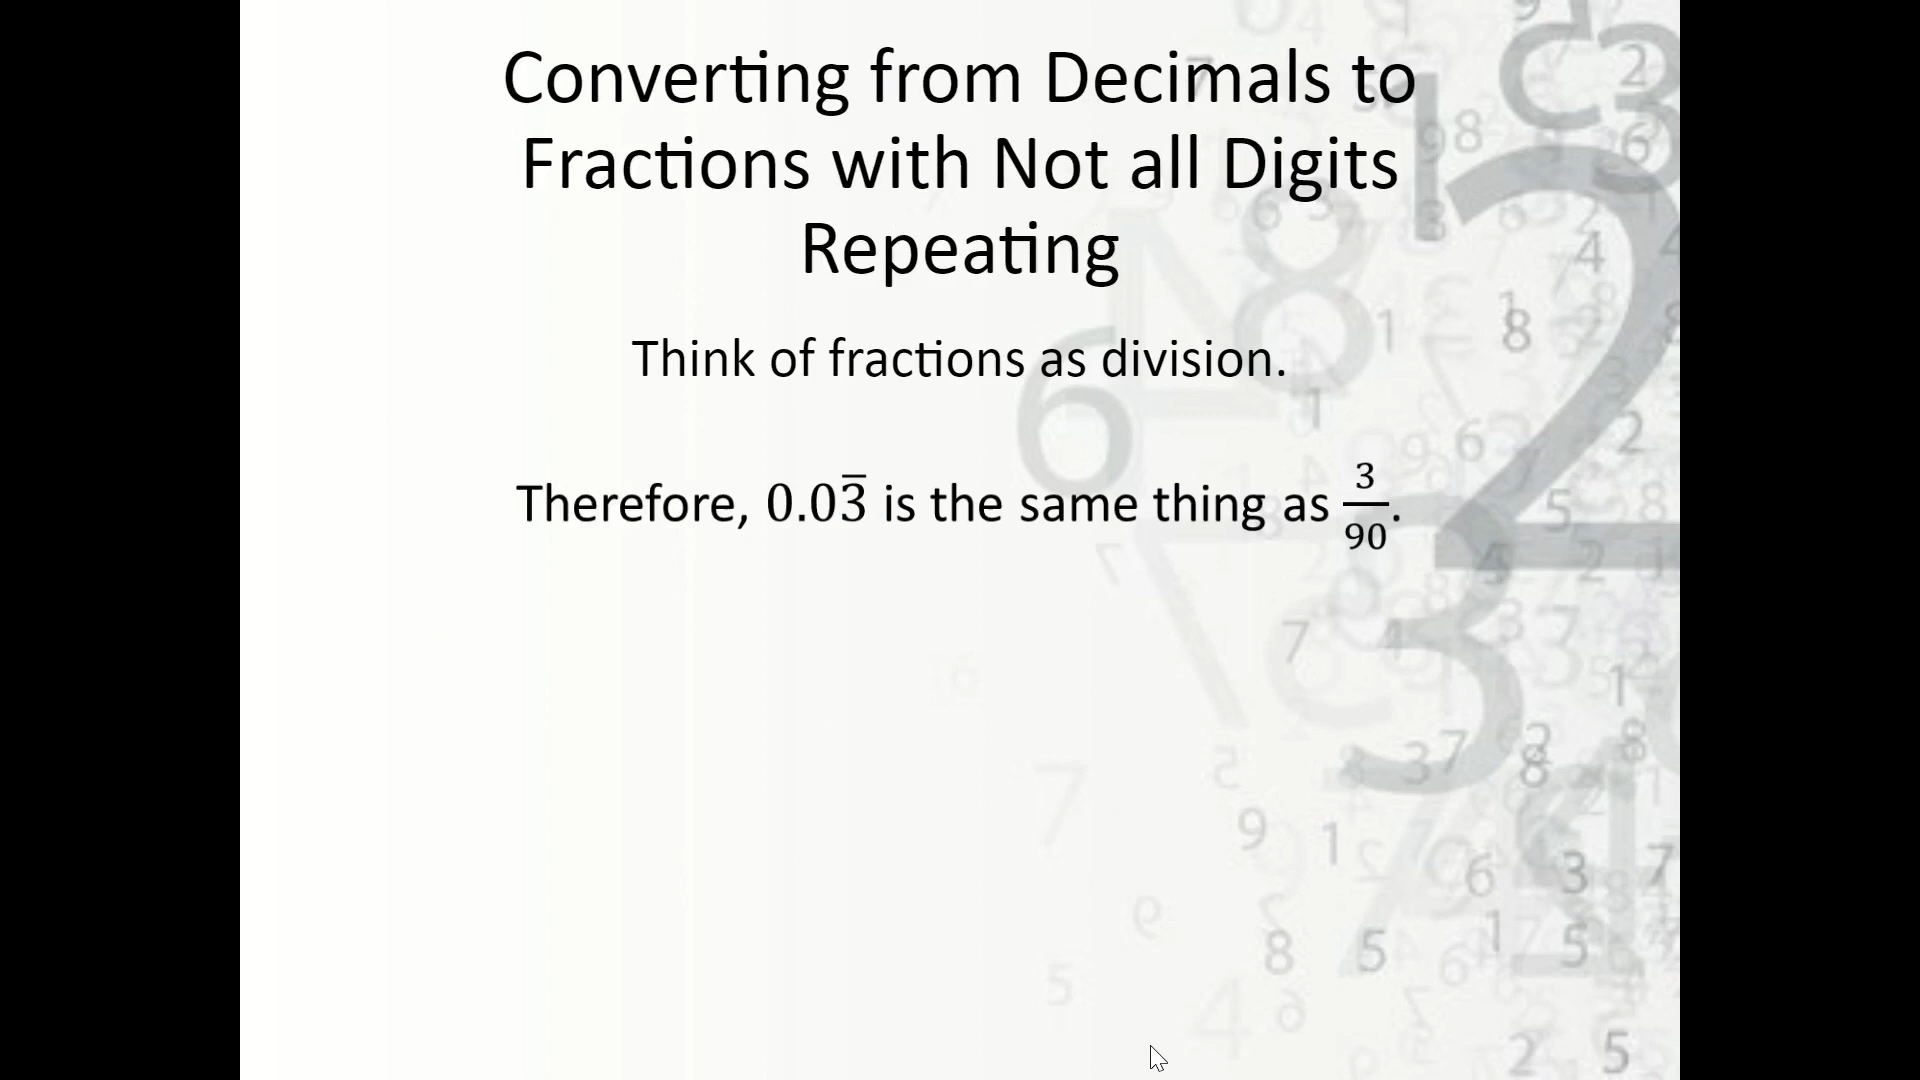 Converting from Decimals to
Fractions with Not all Digits
Repeating
Think of fractions as division.
Therefore, 0.03̅ is the same thing as 3/90.